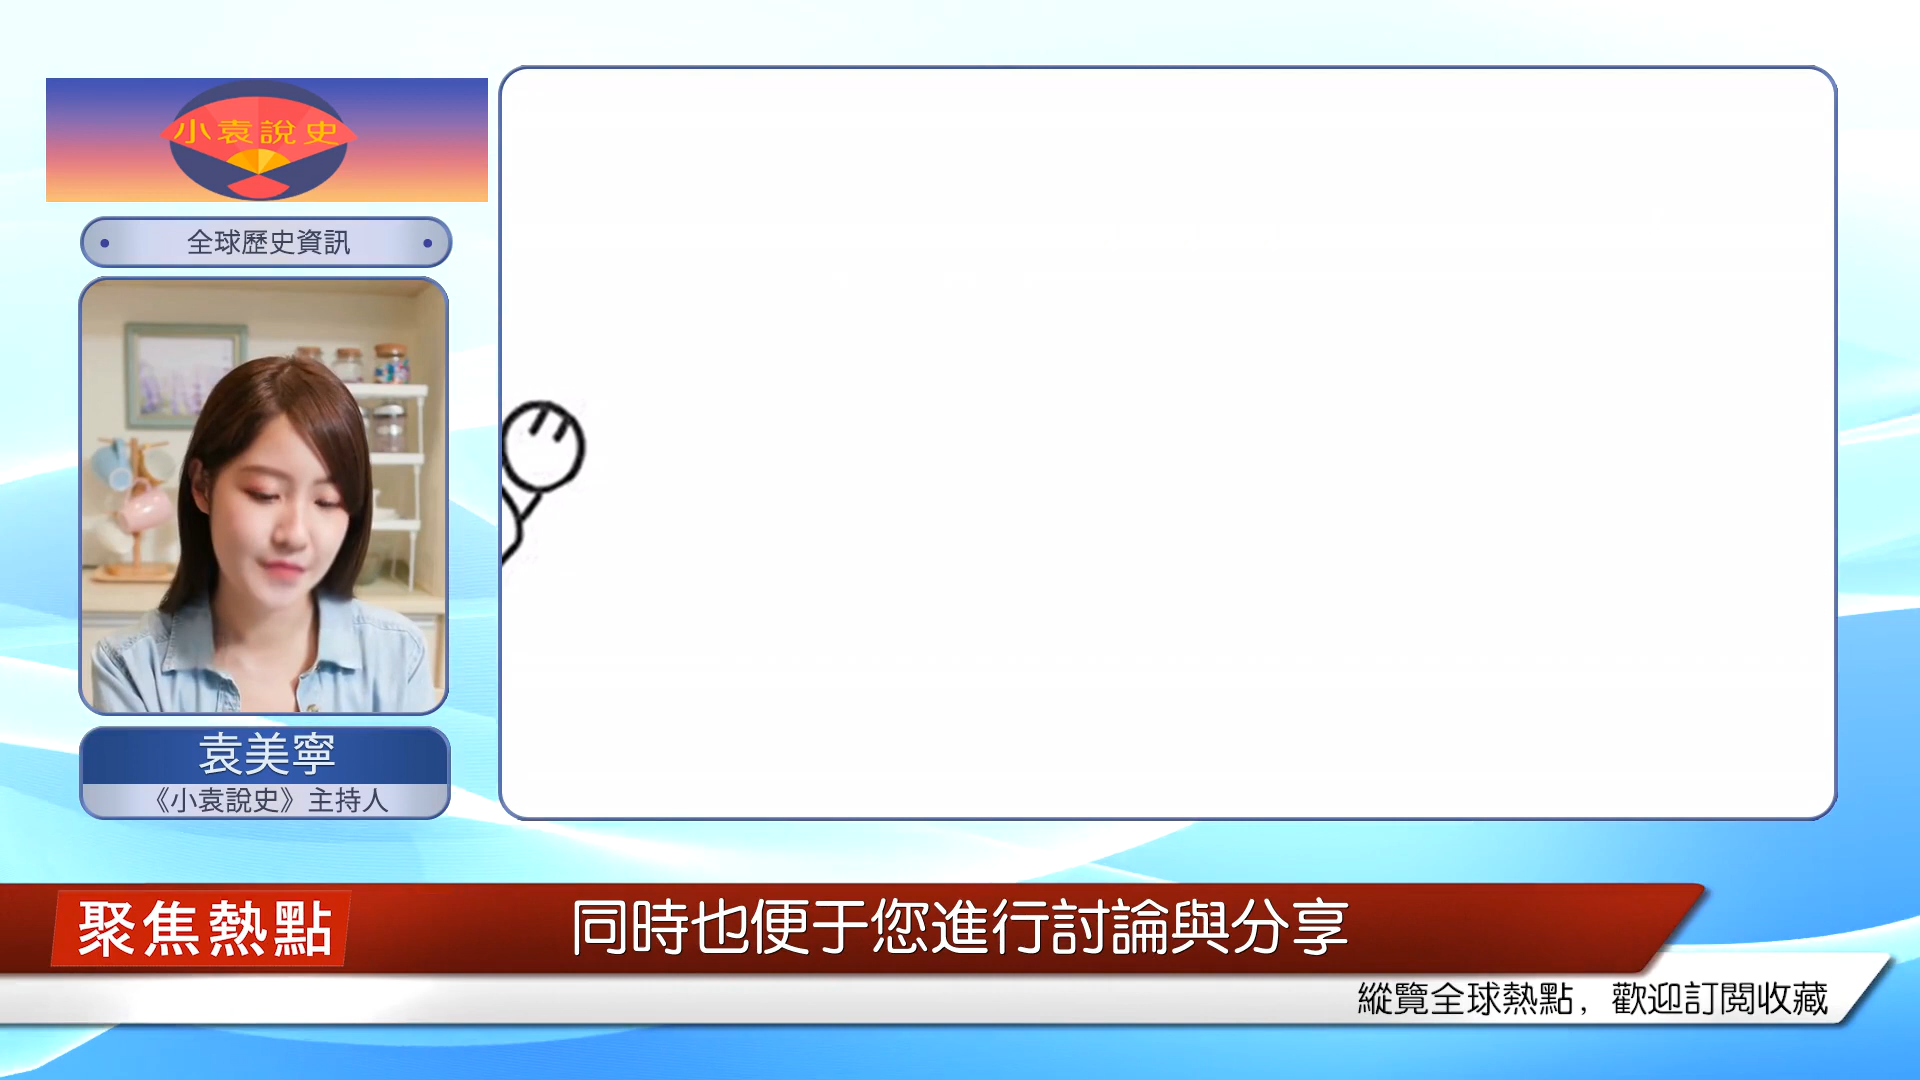 小袁說史
全球歷史資訊
袁美寧
《小袁說史》主持人
聚焦熱點
同時也便于您進行討論與分享
縱覽全球熱點，歡迎訂閱收藏